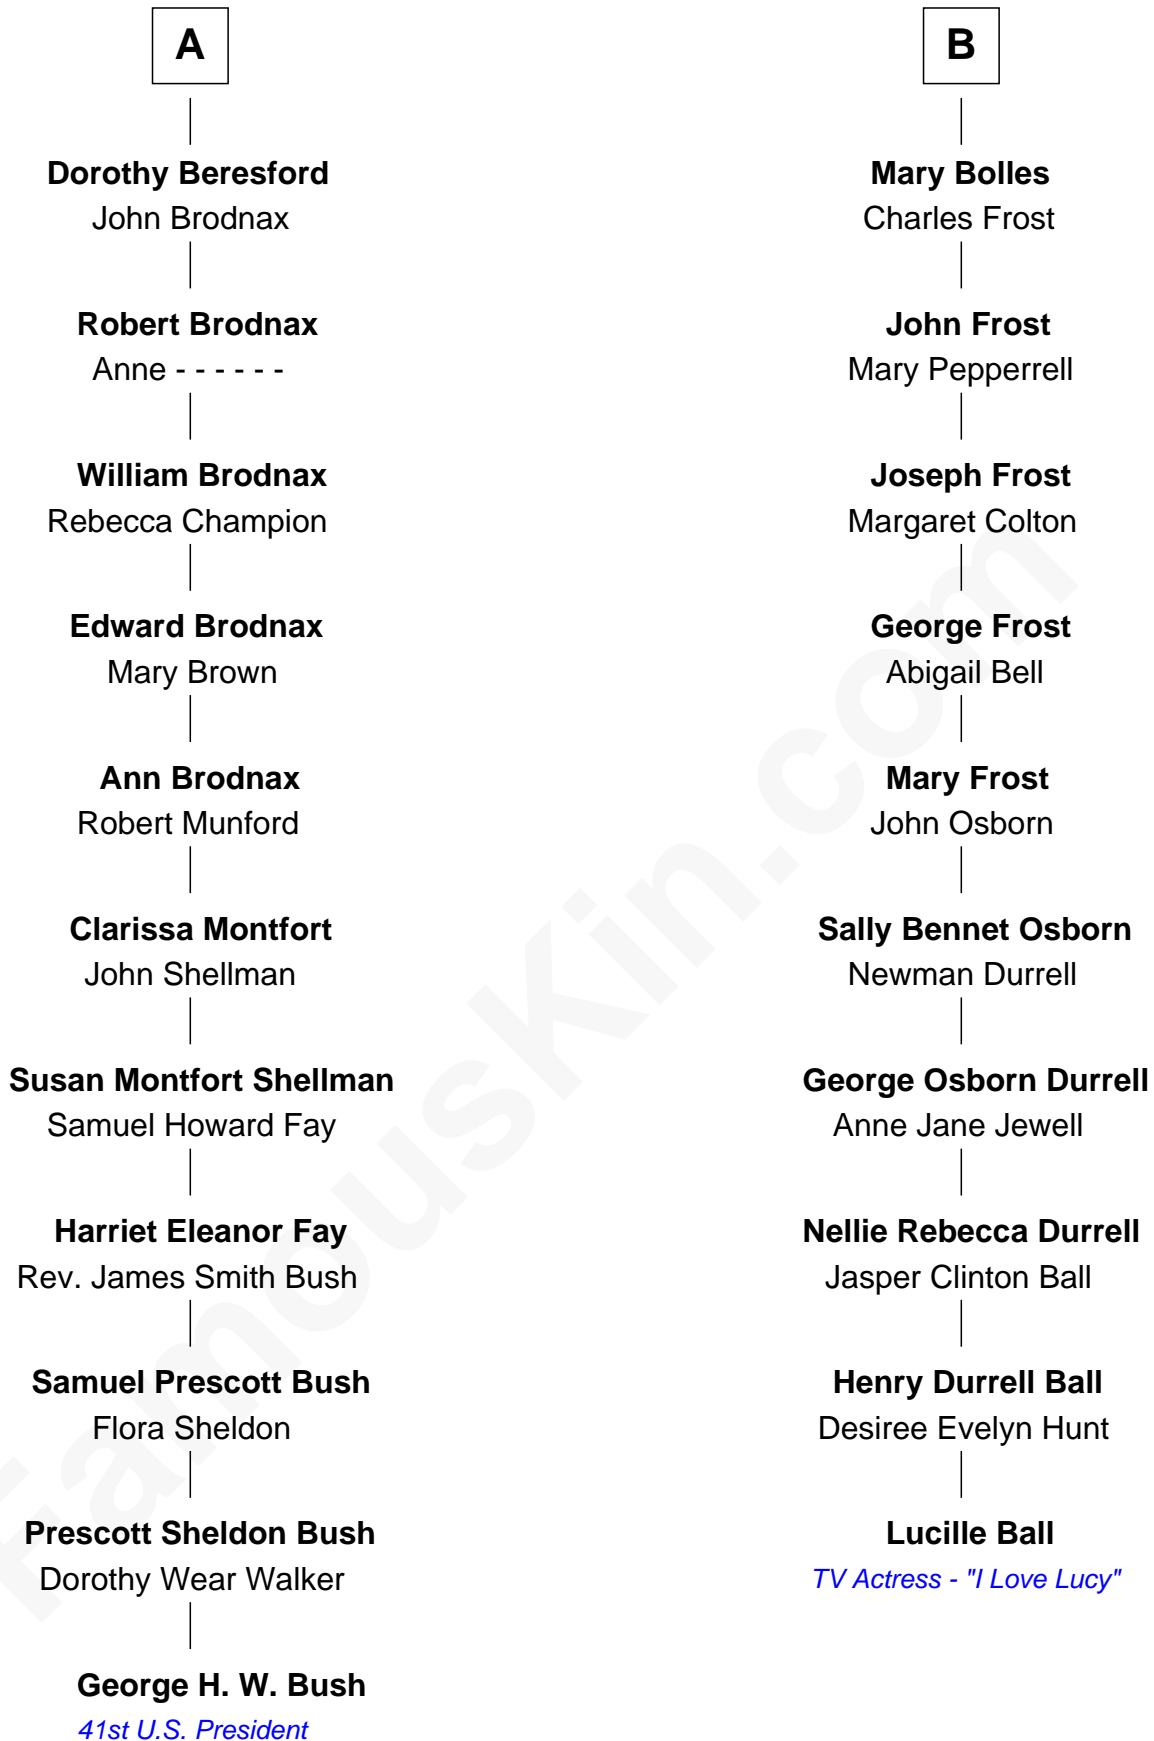 A
Dorothy Beresford
John Brodnax
Robert Brodnax
Anne - - - - - -
William Brodnax
Rebecca Champion
Edward Brodnax
Mary Brown
Ann Brodnax
Robert Munford
Clarissa Montfort
John Shellman
Susan Montfort Shellman
Samuel Howard Fay
Harriet Eleanor Fay
Rev. James Smith Bush
Samuel Prescott Bush
Flora Sheldon
Prescott Sheldon Bush
Dorothy Wear Walker
George H. W. Bush
41st U.S. President
B
Mary Bolles
Charles Frost
John Frost
Mary Pepperrell
Joseph Frost
Margaret Colton
George Frost
Abigail Bell
Mary Frost
John Osborn
Sally Bennet Osborn
Newman Durrell
George Osborn Durrell
Anne Jane Jewell
Nellie Rebecca Durrell
Jasper Clinton Ball
Henry Durrell Ball
Desiree Evelyn Hunt
Lucille Ball
TV Actress - "I Love Lucy"
FamousKin.com